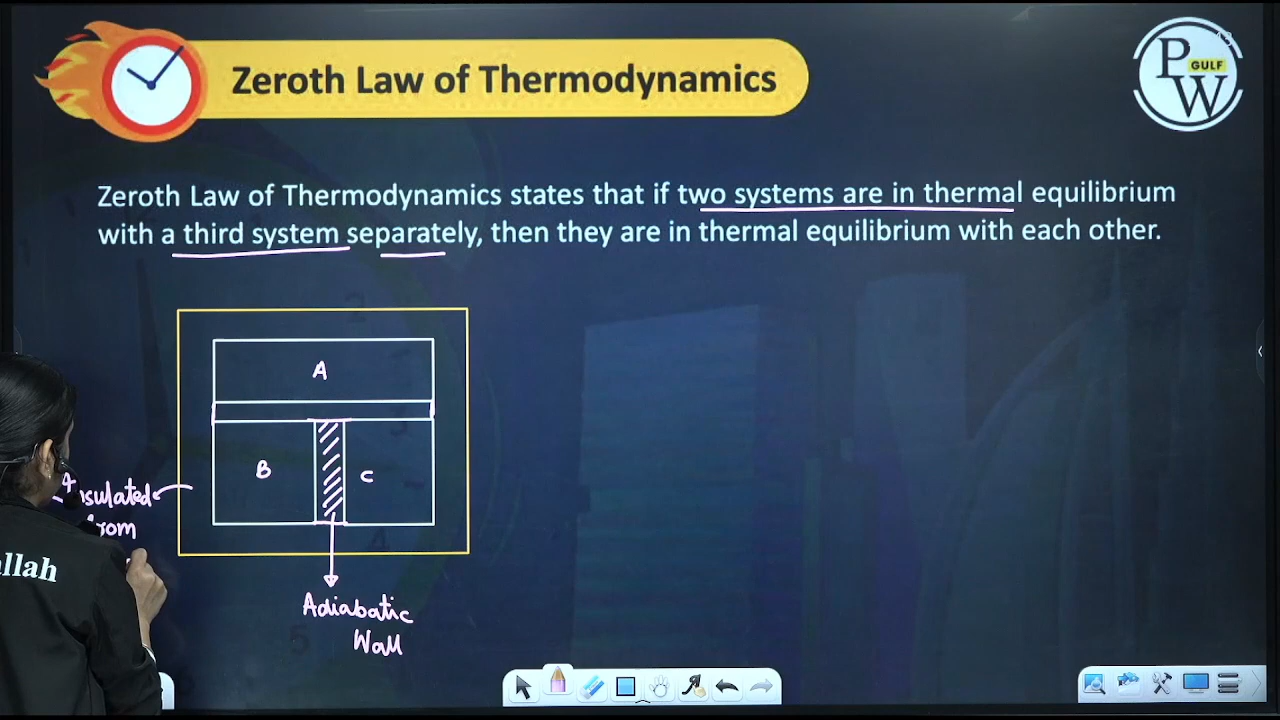 Zeroth Law of Thermodynamics
P
GULF
W
Zeroth Law of Thermodynamics states that if two systems are in thermal equilibrium
with a third system separately, then they are in thermal equilibrium with each other.
A
B
C
Adiabatic
Wall
allah